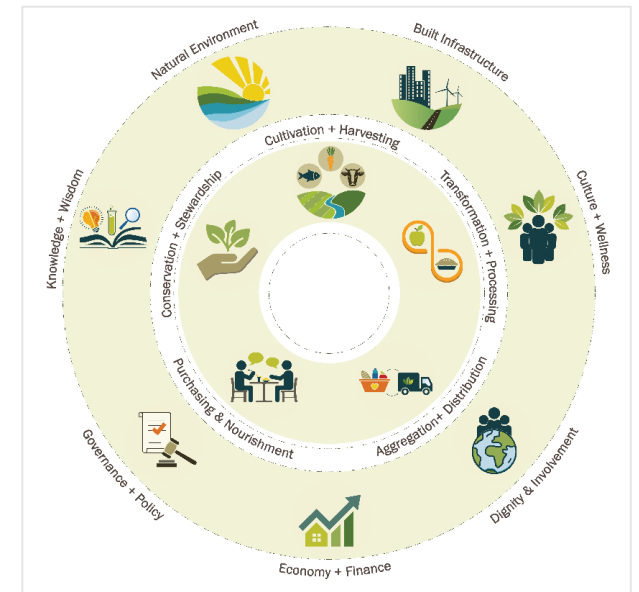 Natural Environment
Built Infrastructure
Cultivation + Harvesting
Knowledge + Wisdom
Conservation + Stewardship
Transformation + Processing
Culture + Wellness
Purchasing & Nourishment
Aggregation+ Distribution
Governance + Policy
Dignity & Involvement
Economy + Finance